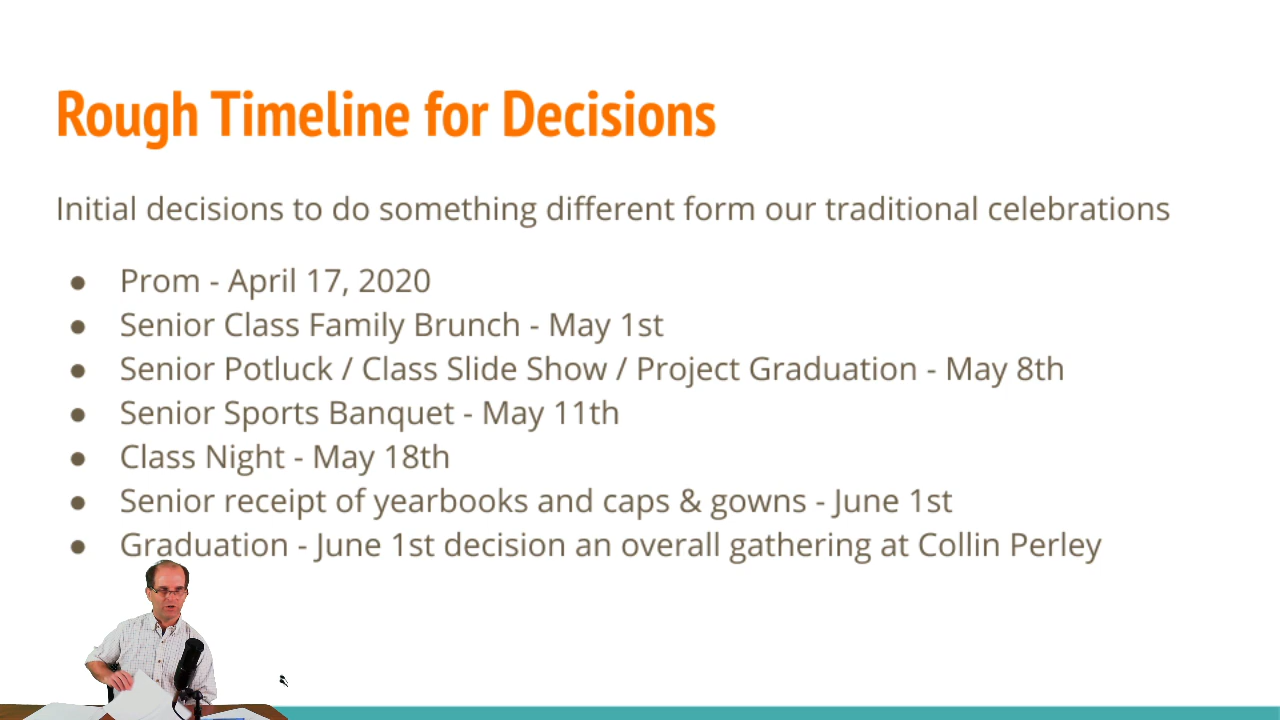 Rough Timeline for Decisions
Initial decisions to do something different form our traditional celebrations
● Prom - April 17, 2020
● Senior Class Family Brunch - May 1st
● Senior Potluck / Class Slide Show / Project Graduation - May 8th
● Senior Sports Banquet - May 11th
● Class Night - May 18th
● Senior receipt of yearbooks and caps & gowns - June 1st
● Graduation - June 1st decision an overall gathering at Collin Perley